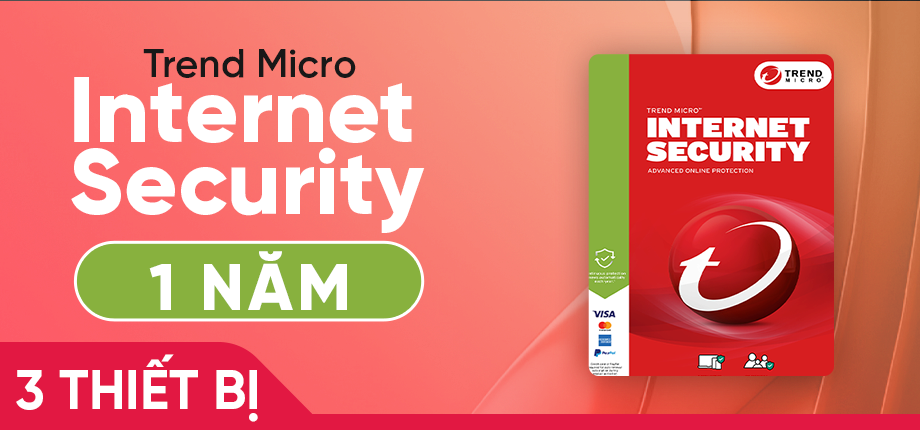 Trend Micro
Internet
Security
1 NĂM
3 THIẾT BỊ
TREND
MICRO
TREND MICRO™
INTERNET
SECURITY
ADVANCED ONLINE PROTECTION
VISA
PayPal